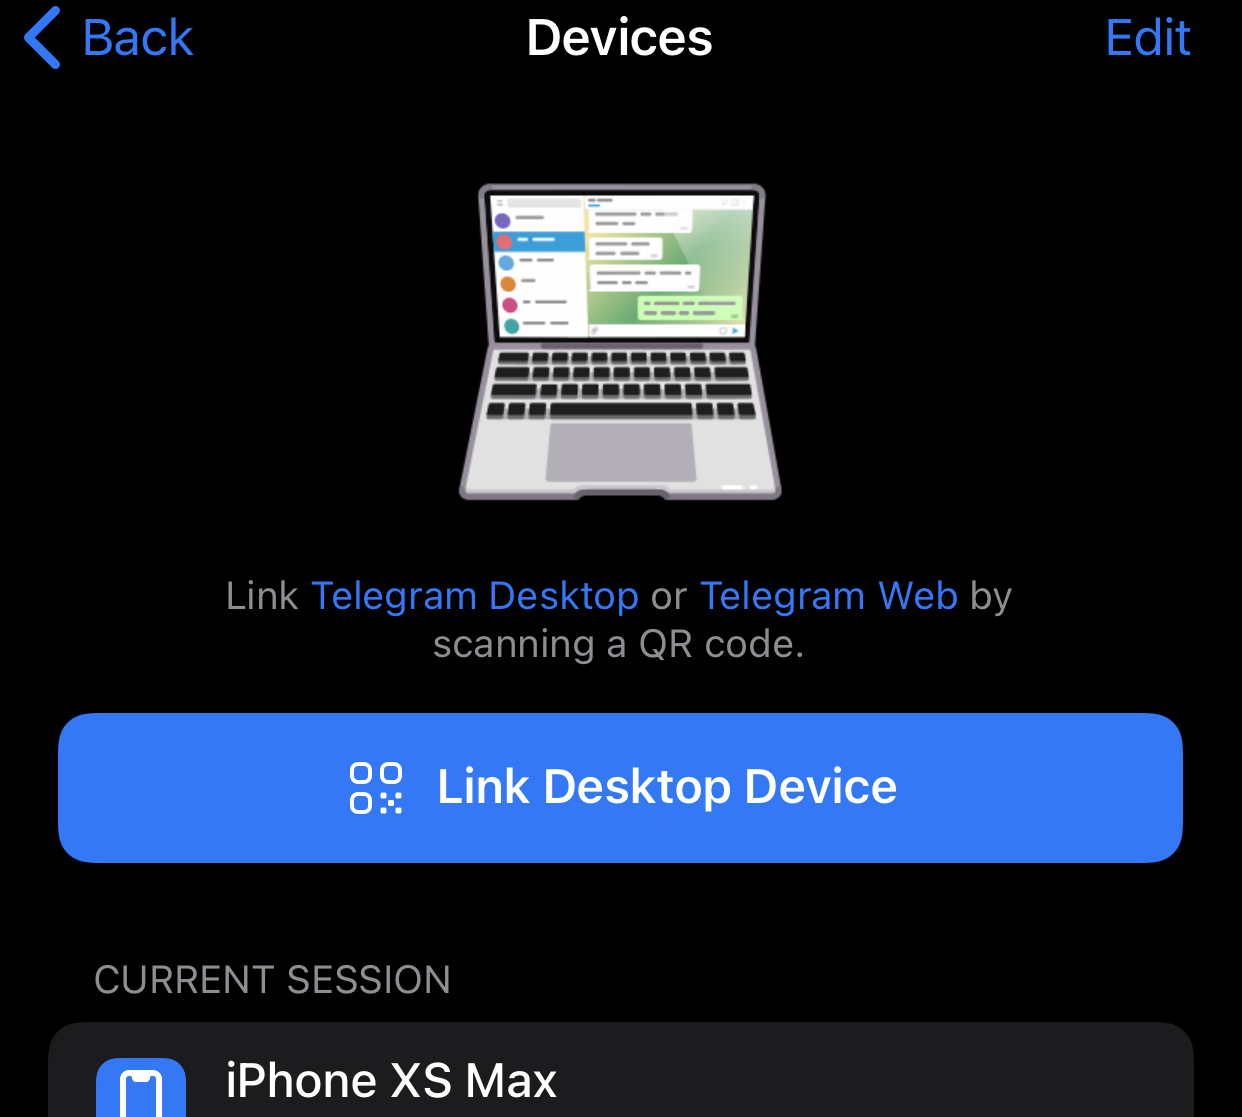 Back
Devices
Edit
Link Telegram Desktop or Telegram Web by
scanning a QR code.
Link Desktop Device
CURRENT SESSION
iPhone XS Max